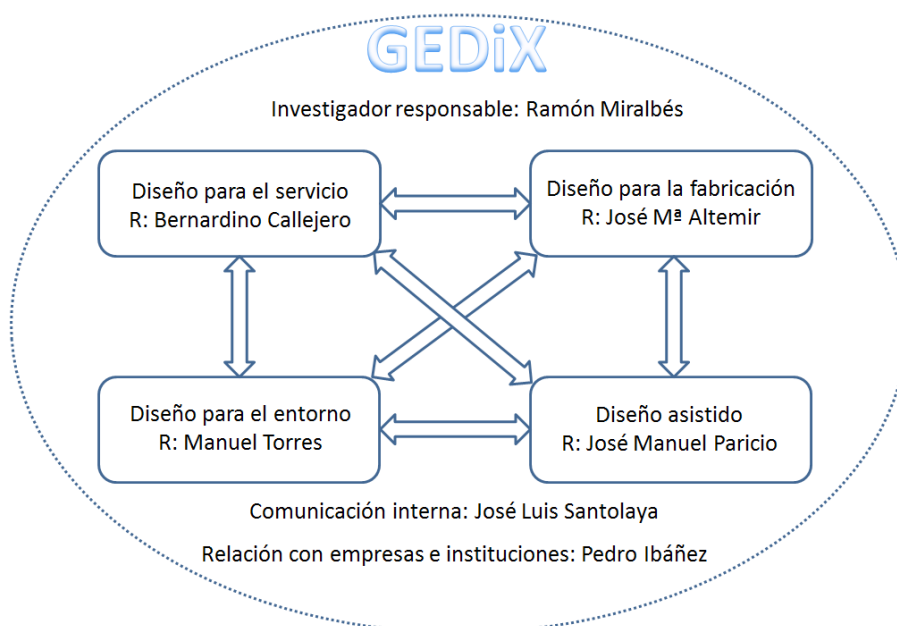 GEDiX
Investigador responsable: Ramón Miralbés
Diseño para el servicio
R: Bernardino Callejero
Diseño para la fabricación
R: José Mª Altemir
Diseño para el entorno
R: Manuel Torres
Diseño asistido
R: José Manuel Paricio
Comunicación interna: José Luis Santolaya
Relación con empresas e instituciones: Pedro Ibáñez